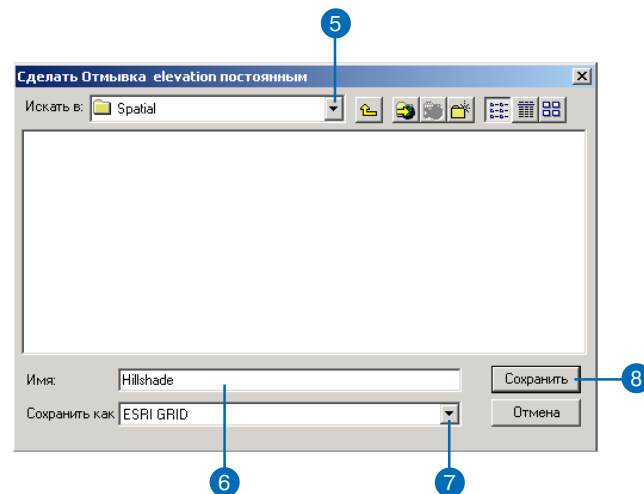 5
Сделать Отмывка elevation постоянным
Искать в: Spatial
Имя: Hillshade
Сохранить
8
Сохранить как ESRI GRID
Отмена
6
7